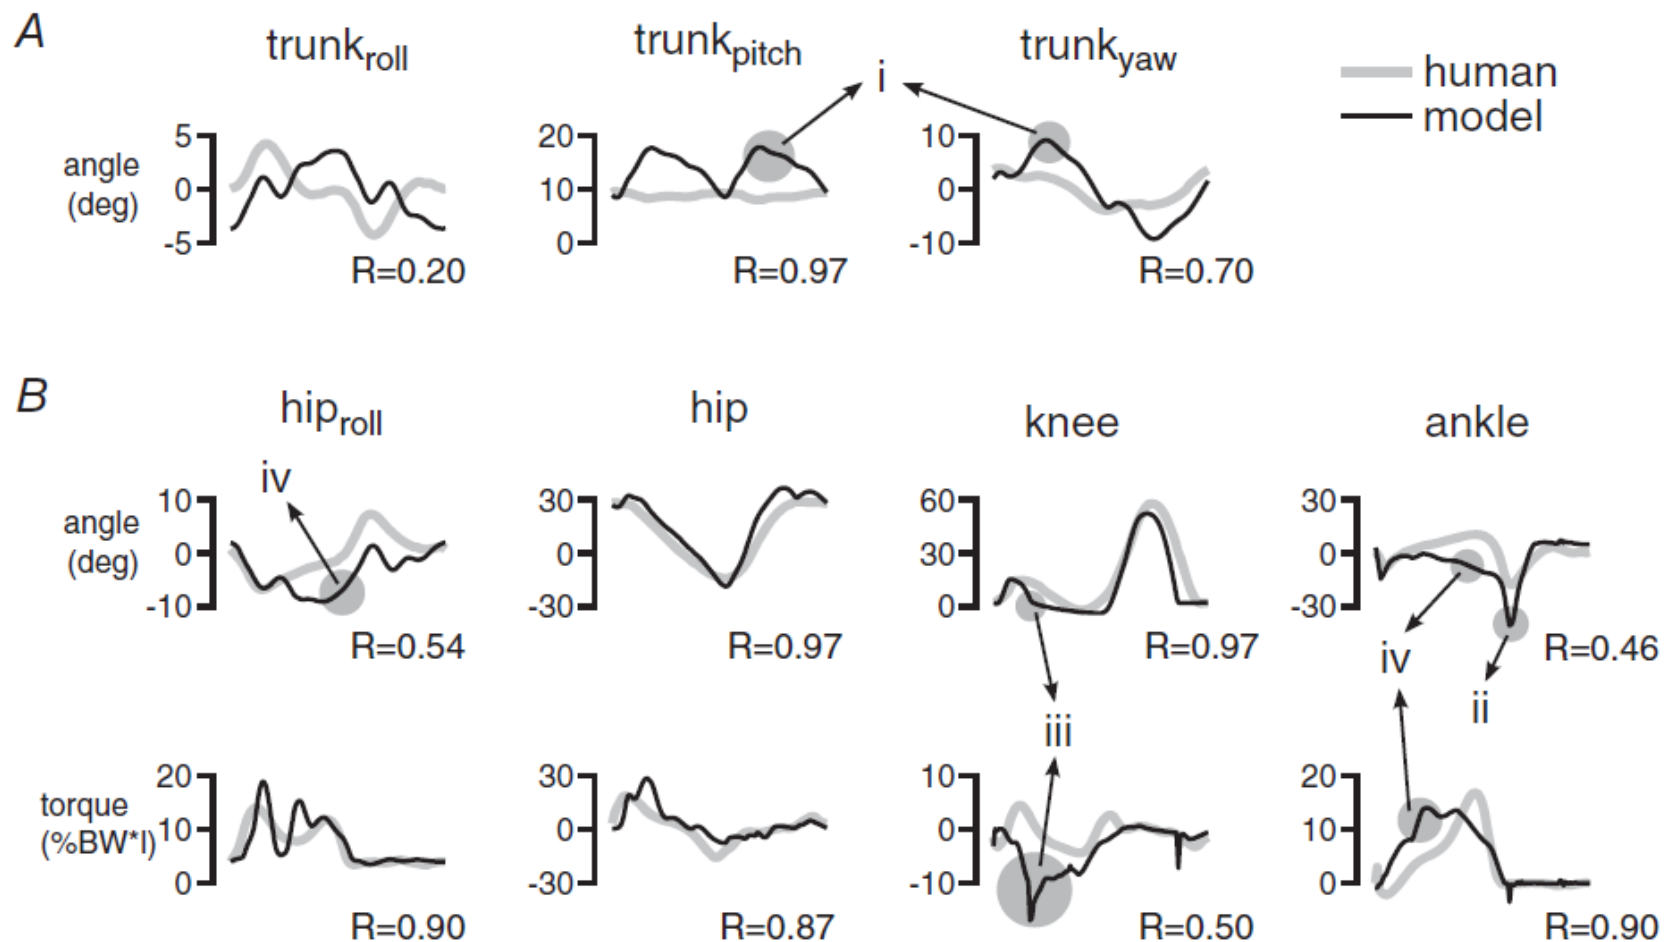 A
trunkroll trunkpitch trunkyaw
i
human
model
angle
(deg)
5
0
-5
R=0.20
20
10
0
R=0.97
10
0
-10
R=0.70
B
hiproll hip knee ankle
iv
angle
(deg)
10
0
-10
R=0.54
30
0
-30
R=0.97
60
30
0
R=0.97
30
0
-30
R=0.46
iv
ii
iii
torque
(%BW*l)
20
10
0
R=0.90
30
0
-30
R=0.87
10
0
-10
R=0.50
20
10
0
R=0.90